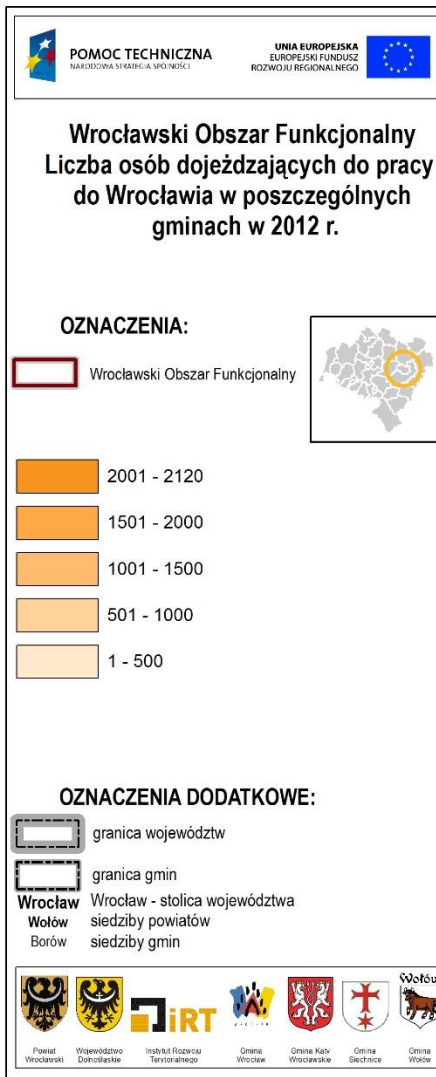 POMOC TECHNICZNA
NARODOWA STRATEGIA SPÓJNOŚCI
UNIA EUROPEJSKA
EUROPEJSKI FUNDUSZ
ROZWOJU REGIONALNEGO
Wrocławski Obszar Funkcjonalny
Liczba osób dojeżdzających do pracy
do Wrocławia w poszczególnych
gminach w 2012 r.
OZNACZENIA:
Wrocławski Obszar Funkcjonalny
2001 - 2120
1501 - 2000
1001 - 1500
501 - 1000
1 - 500
OZNACZENIA DODATKOWE:
granica województw
granica gmin
Wrocław Wrocław - stolica województwa
Wołów siedziby powiatów
Borów siedziby gmin
iRT
Wołów
Powiat Wrocławski
Województwo Dolnośląskie
Instytut Rozwoju Terytorialnego
Gmina Wrocław
Gmina Kąty Wrocławskie
Gmina Siechnice
Gmina Wołów